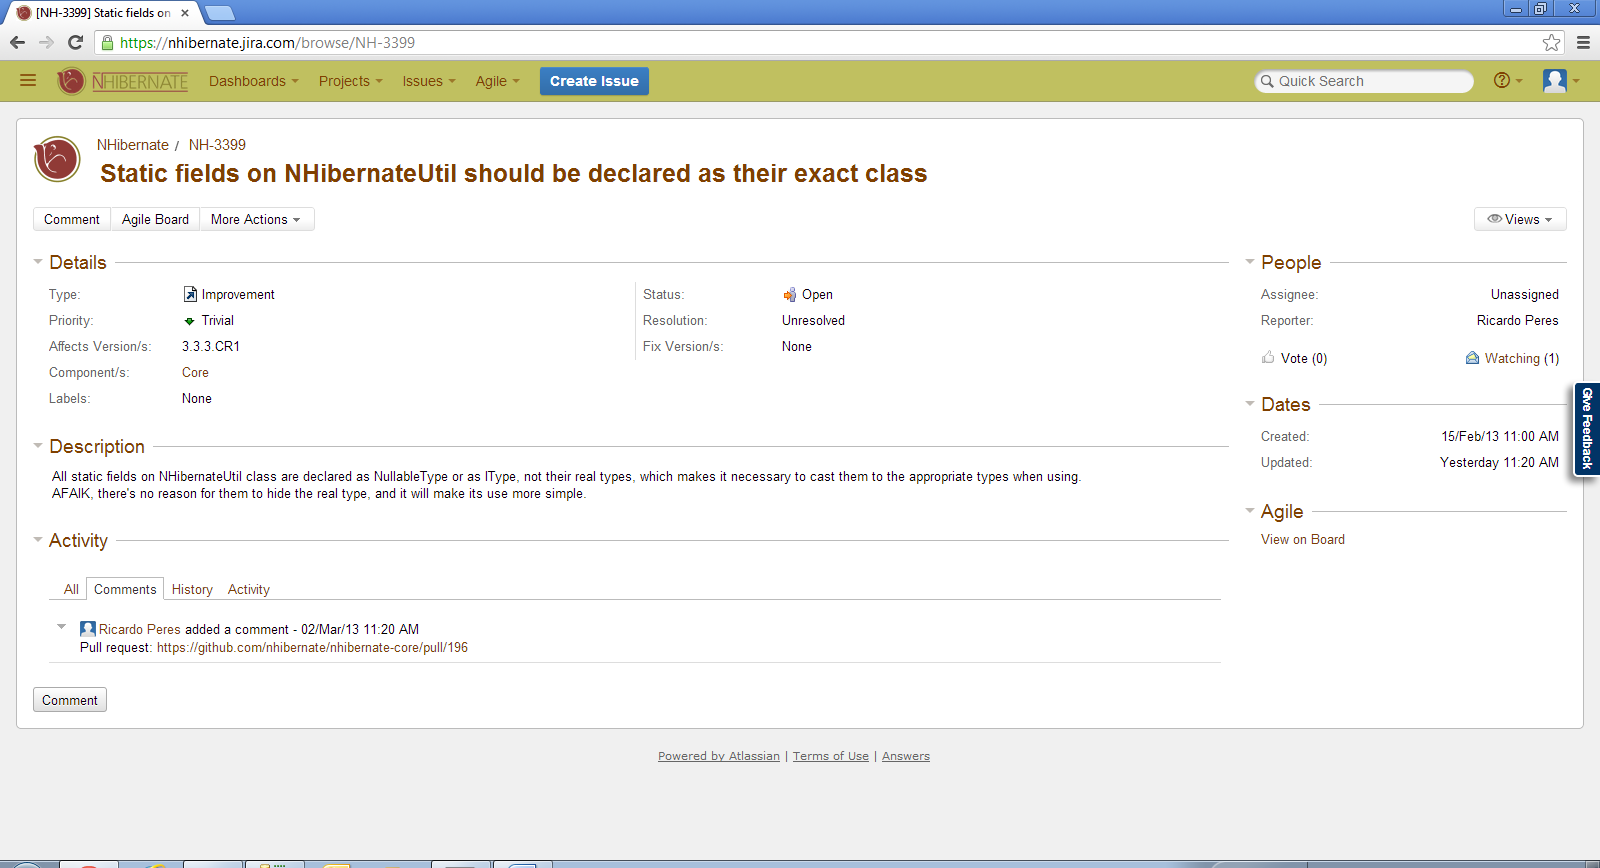 [NH-3399] Static fields on
https://nhibernate.jira.com/browse/NH-3399
NHIBERNATE Dashboards Projects Issues Agile Create Issue Quick Search
NHibernate / NH-3399
Static fields on NHibernateUtil should be declared as their exact class
Comment Agile Board More Actions Views
Details
Type: Improvement
Priority: Trivial
Affects Version/s: 3.3.3.CR1
Component/s: Core
Labels: None
Status: Open
Resolution: Unresolved
Fix Version/s: None
People
Assignee: Unassigned
Reporter: Ricardo Peres
Vote (0) Watching (1)
Dates
Created: 15/Feb/13 11:00 AM
Updated: Yesterday 11:20 AM
Agile
View on Board
Give Feedback
Description
All static fields on NHibernateUtil class are declared as NullableType or as IType, not their real types, which makes it necessary to cast them to the appropriate types when using.
AFAIK, there's no reason for them to hide the real type, and it will make its use more simple.
Activity
All Comments History Activity
Ricardo Peres added a comment - 02/Mar/13 11:20 AM
Pull request: https://github.com/nhibernate/nhibernate-core/pull/196
Comment
Powered by Atlassian | Terms of Use | Answers